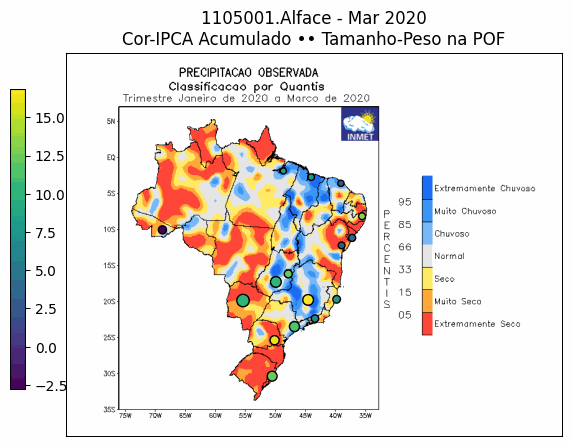 1105001.Alface - Mar 2020
Cor-IPCA Acumulado •• Tamanho-Peso na POF
PRECIPITACAO OBSERVADA
Classificacao por Quantis
Trimestre Janeiro de 2020 a Marco de 2020
INMET
15.0
12.5
10.0
7.5
5.0
2.5
0.0
−2.5
5N
EQ
5S
10S
15S
20S
25S
30S
35S
75W
70W
65W
60W
55W
50W
45W
40W
35W
PERCENTIS
95
85
66
33
15
05
Extremamente Chuvoso
Muito Chuvoso
Chuvoso
Normal
Seco
Muito Seco
Extremamente Seco